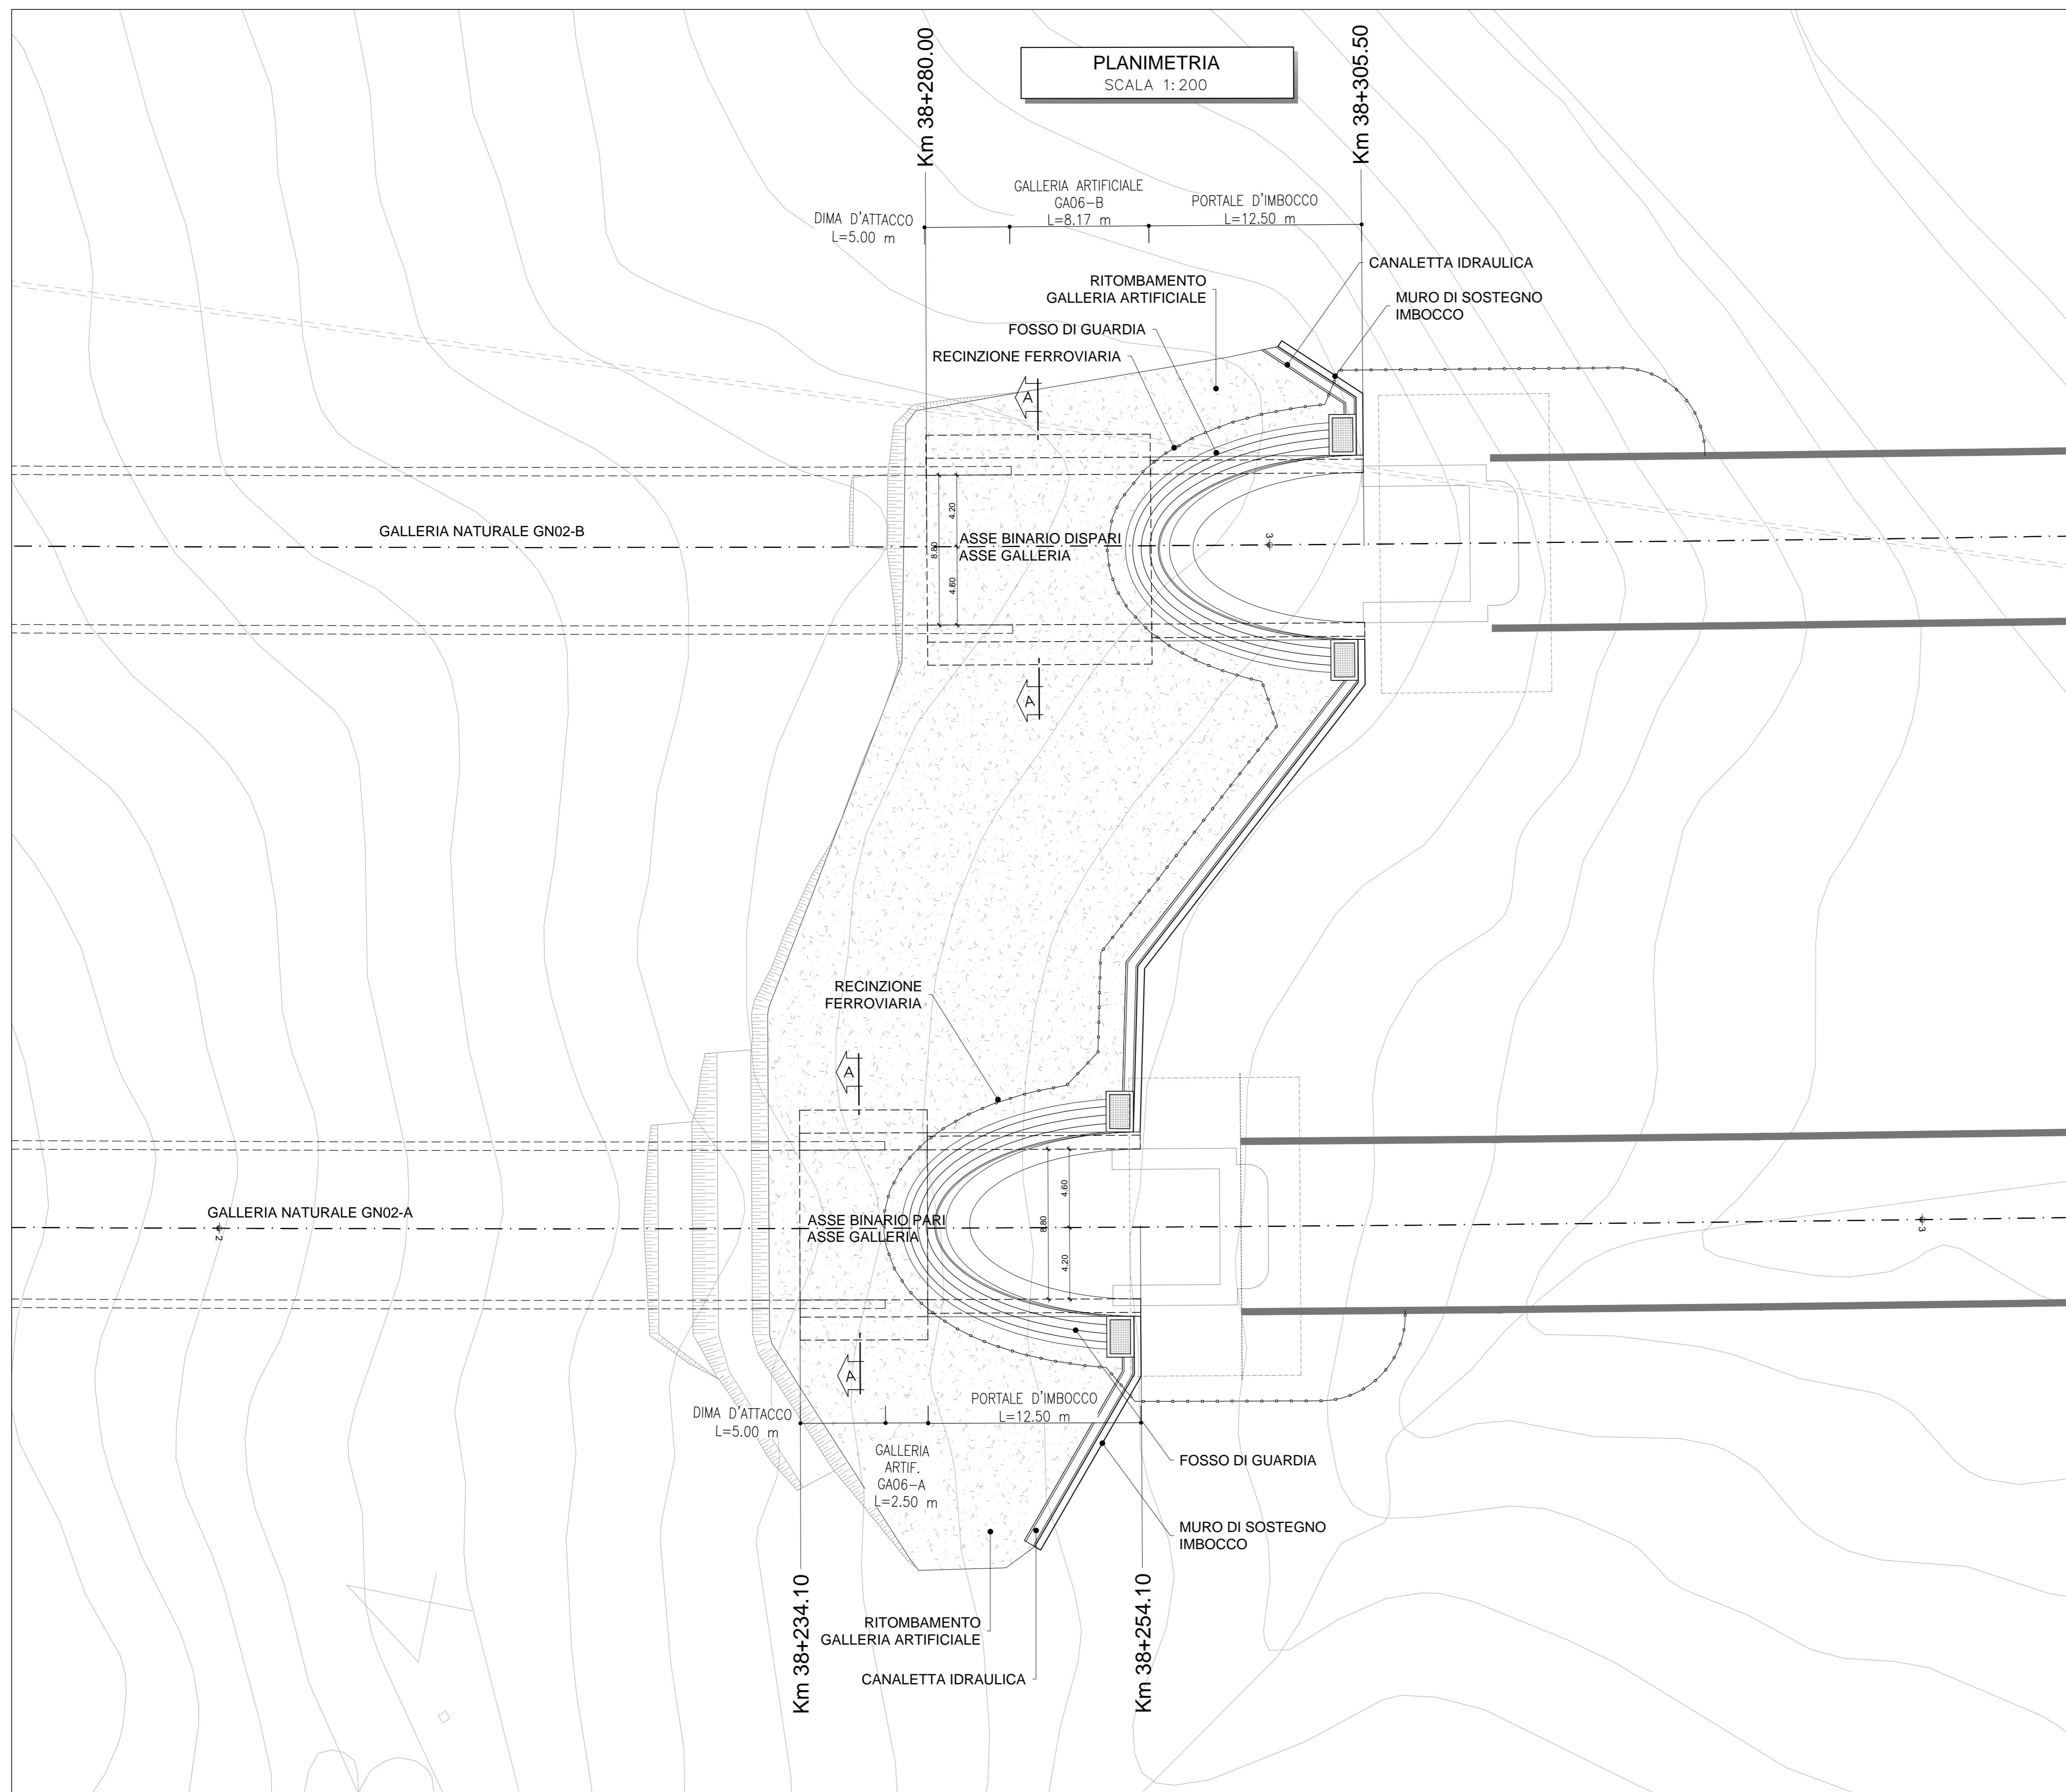 PLANIMETRIA
SCALA 1:200
Km 38+280.00
Km 38+305.50
DIMA D'ATTACCO
L=5.00 m
GALLERIA ARTIFICIALE
GA06-B
L=8.17 m
PORTALE D'IMBOCCO
L=12.50 m
CANALETTA IDRAULICA
RITOMBAMENTO
GALLERIA ARTIFICIALE
MURO DI SOSTEGNO
IMBOCCO
FOSSO DI GUARDIA
RECINZIONE FERROVIARIA
A
GALLERIA NATURALE GN02-B
4.20
8.80
4.60
ASSE BINARIO DISPARI
ASSE GALLERIA
3
A
RECINZIONE
FERROVIARIA
A
GALLERIA NATURALE GN02-A
2
ASSE BINARIO PARI
ASSE GALLERIA
4.60
8.80
4.20
3
A
DIMA D'ATTACCO
L=5.00 m
PORTALE D'IMBOCCO
L=12.50 m
GALLERIA
ARTIF.
GA06-A
L=2.50 m
FOSSO DI GUARDIA
MURO DI SOSTEGNO
IMBOCCO
Km 38+234.10
Km 38+254.10
RITOMBAMENTO
GALLERIA ARTIFICIALE
CANALETTA IDRAULICA